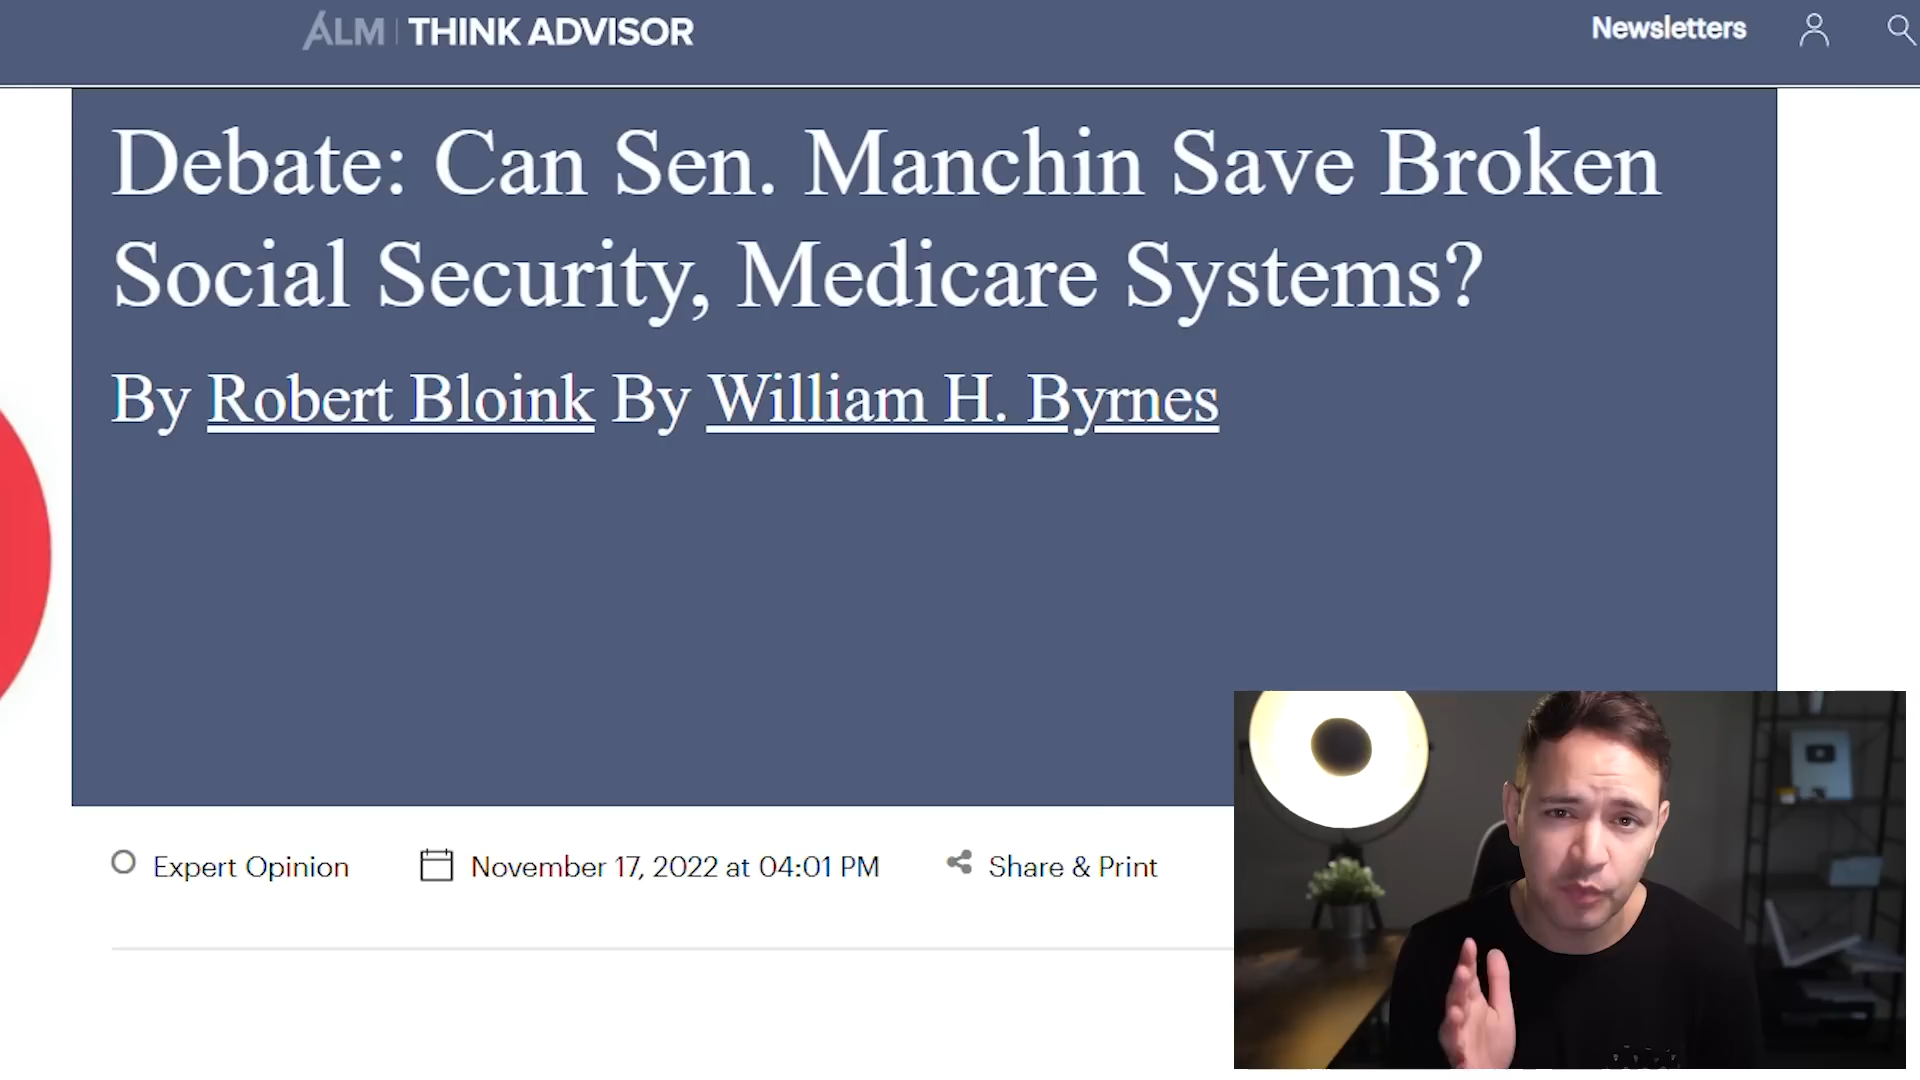 ALM | THINK ADVISOR
Newsletters
Debate: Can Sen. Manchin Save Broken
Social Security, Medicare Systems?
By Robert Bloink By William H. Byrnes
Expert Opinion
November 17, 2022 at 04:01 PM
Share & Print